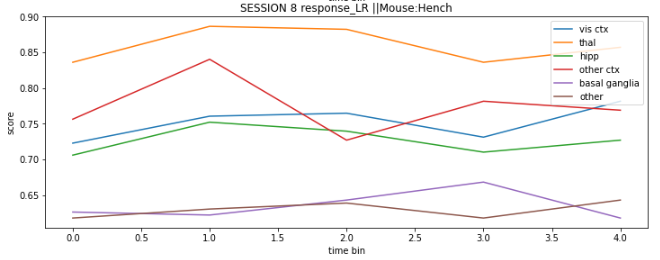 time bin
SESSION 8 response_LR ||Mouse:Hench
0.90
0.85
0.80
0.75
0.70
0.65
score
vis ctx
thal
hipp
other ctx
basal ganglia
other
0.0 0.5 1.0 1.5 2.0 2.5 3.0 3.5 4.0
time bin